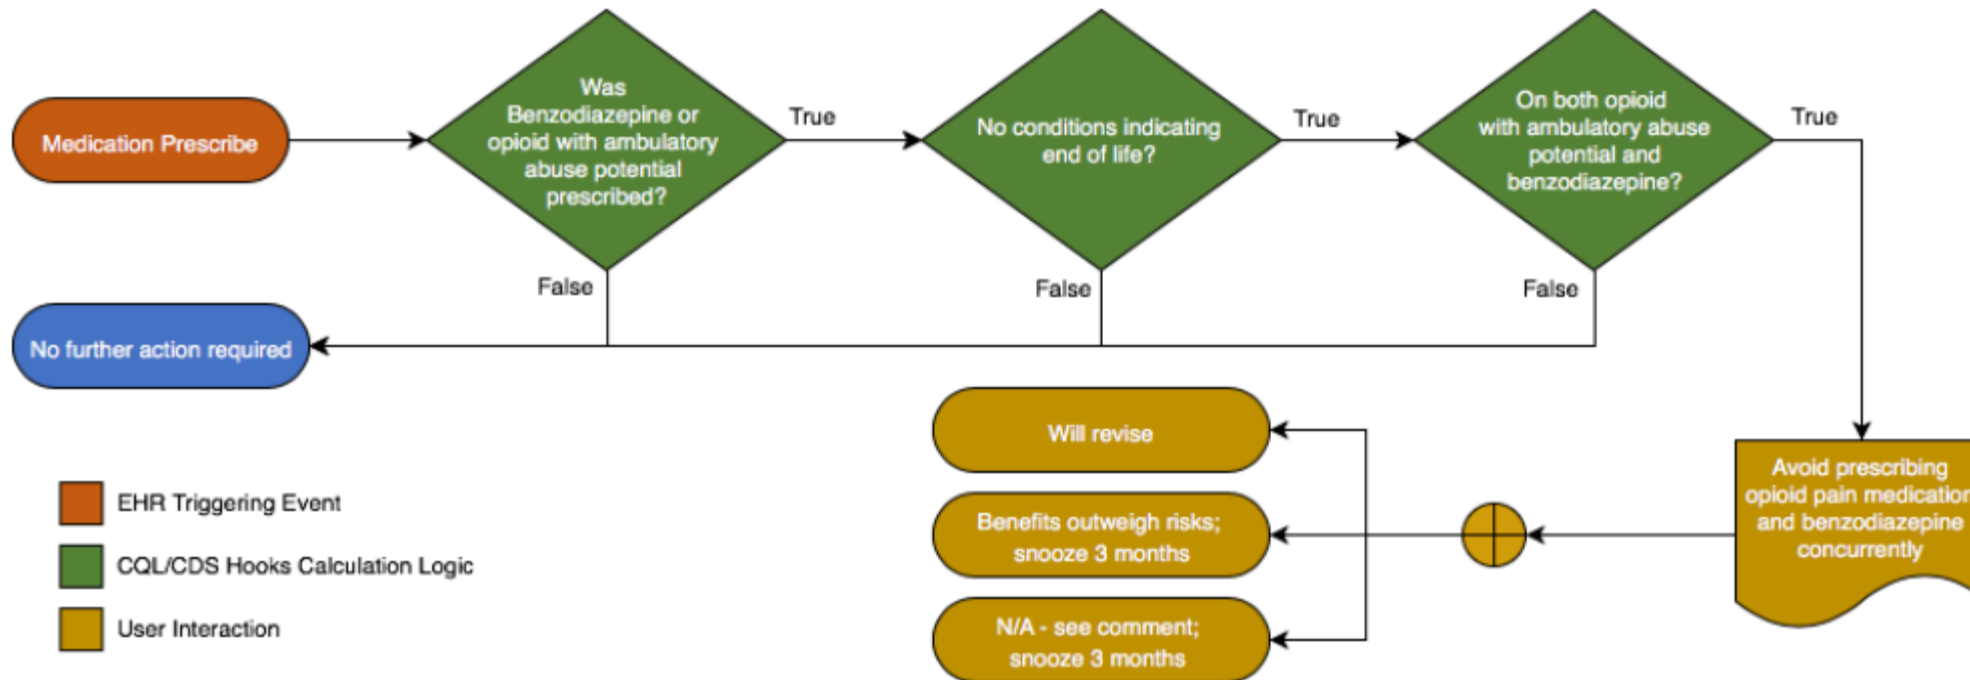 Medication Prescribe
Was
Benzodiazepine or
opioid with ambulatory
abuse potential
prescribed?
True
No conditions indicating
end of life?
True
On both opioid
with ambulatory abuse
potential and
benzodiazepine?
True
False
False
False
No further action required
Will revise
Benefits outweigh risks;
snooze 3 months
N/A - see comment;
snooze 3 months
Avoid prescribing
opioid pain medication
and benzodiazepine
concurrently
EHR Triggering Event
CQL/CDS Hooks Calculation Logic
User Interaction